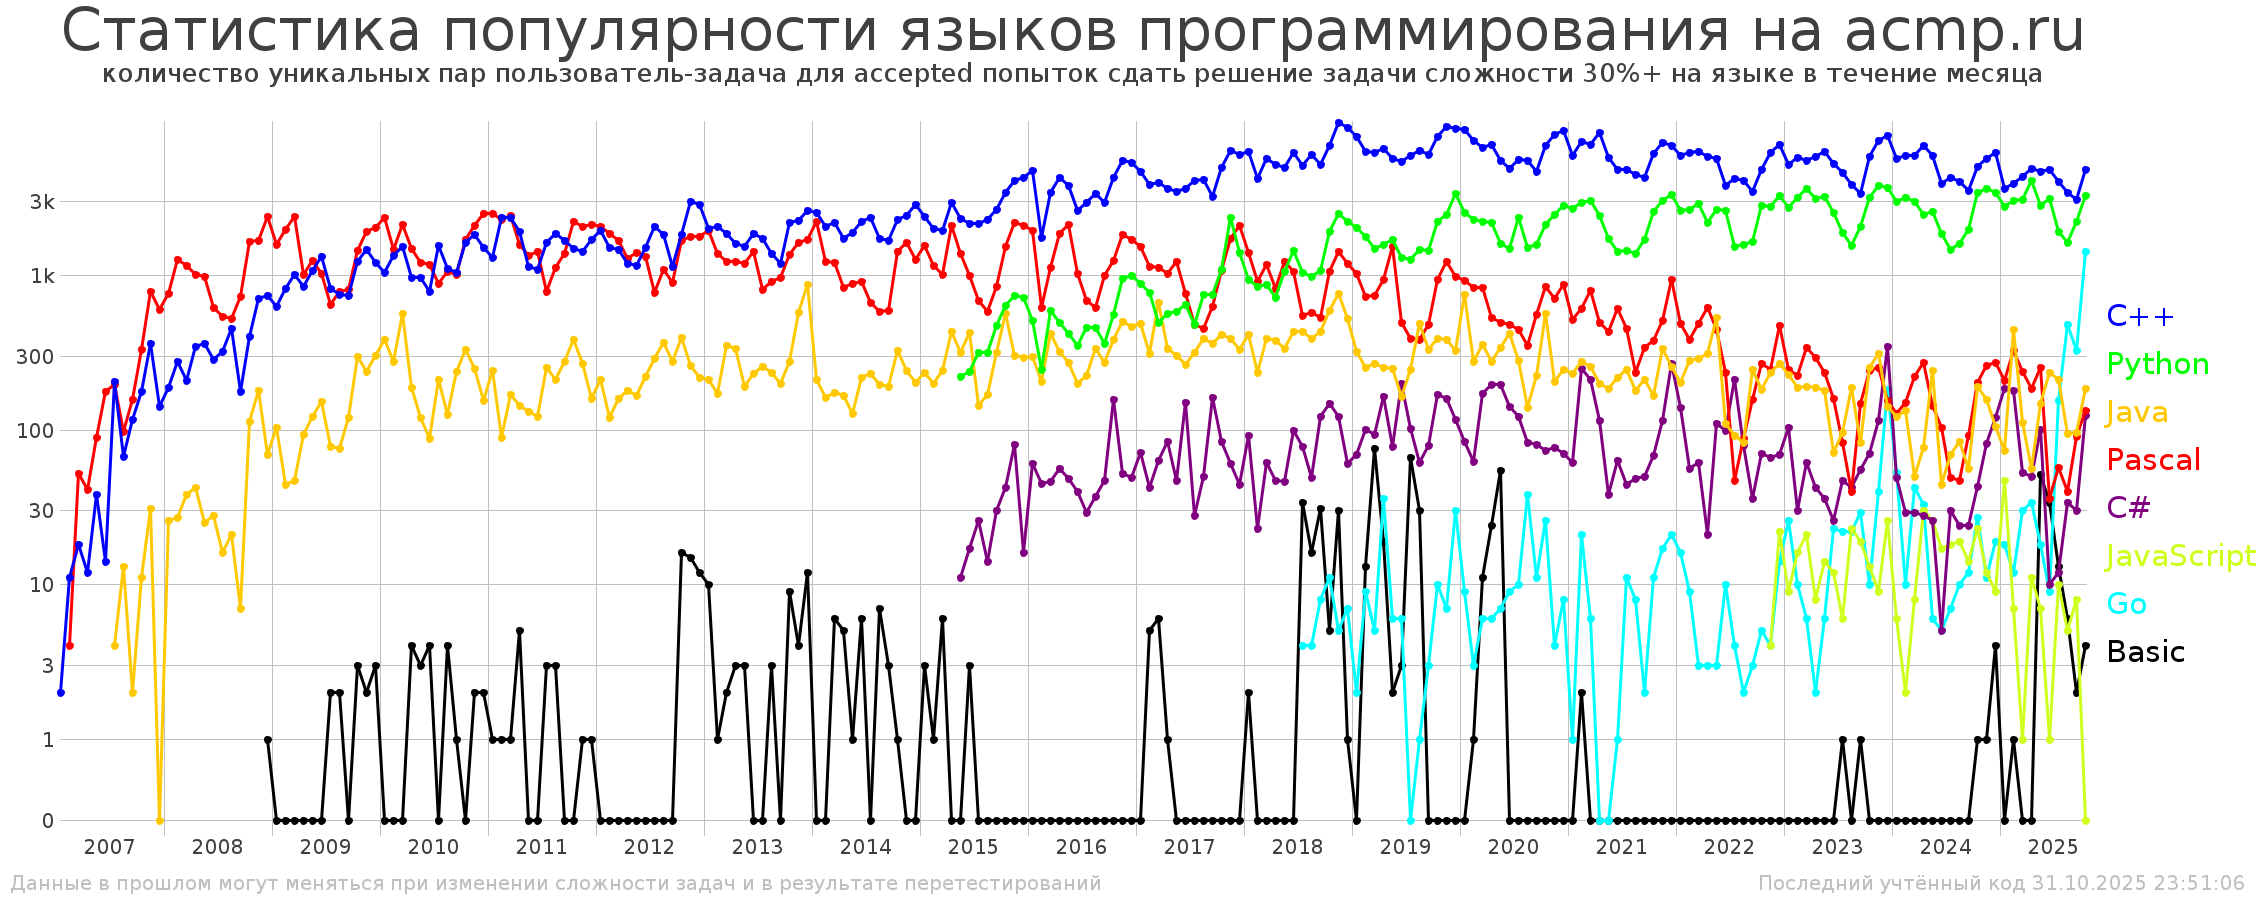 Статистика популярности языков программирования на acmp.ru
количество уникальных пар пользователь-задача для accepted попыток сдать решение задачи сложности 30%+ на языке в течение месяца
3k
1k
300
100
30
10
3
1
0
C++
Python
Java
Pascal
C#
JavaScript
Go
Basic
2007 2008 2009 2010 2011 2012 2013 2014 2015 2016 2017 2018 2019 2020 2021 2022 2023 2024 2025
Данные в прошлом могут меняться при изменении сложности задач и в результате перетестирований
Последний учтённый код 31.10.2025 23:51:06